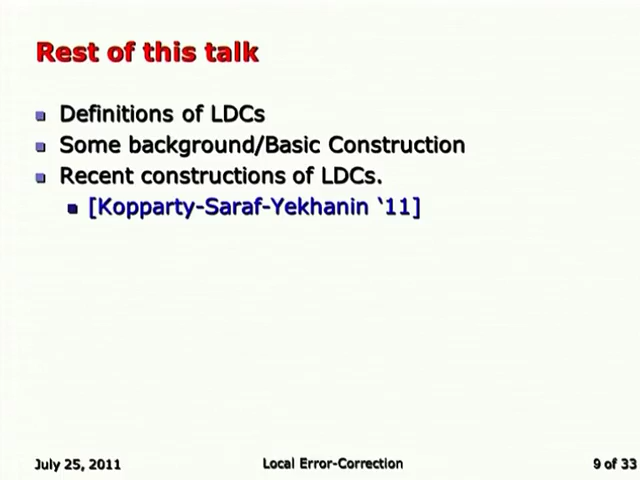 Rest of this talk
Definitions of LDCs
Some background/Basic Construction
Recent constructions of LDCs.
[Kopparty-Saraf-Yekhanin ‘11]
July 25, 2011
Local Error-Correction
9 of 33